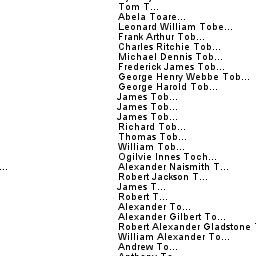 Tom T...
Abela Toare...
Leonard William Tobe...
Frank Arthur Tob...
Charles Ritchie Tob...
Michael Dennis Tob...
Frederick James Tob...
George Henry Webbe Tob...
George Harold Tob...
James Tob...
James Tob...
James Tob...
Richard Tob...
Thomas Tob...
William Tob...
Ogilvie Innes Toch...
...
Alexander Naismith T...
Robert Jackson T...
James T...
Robert T...
Alexander To...
Alexander Gilbert To...
Robert Alexander Gladstone
William Alexander To...
Andrew To...